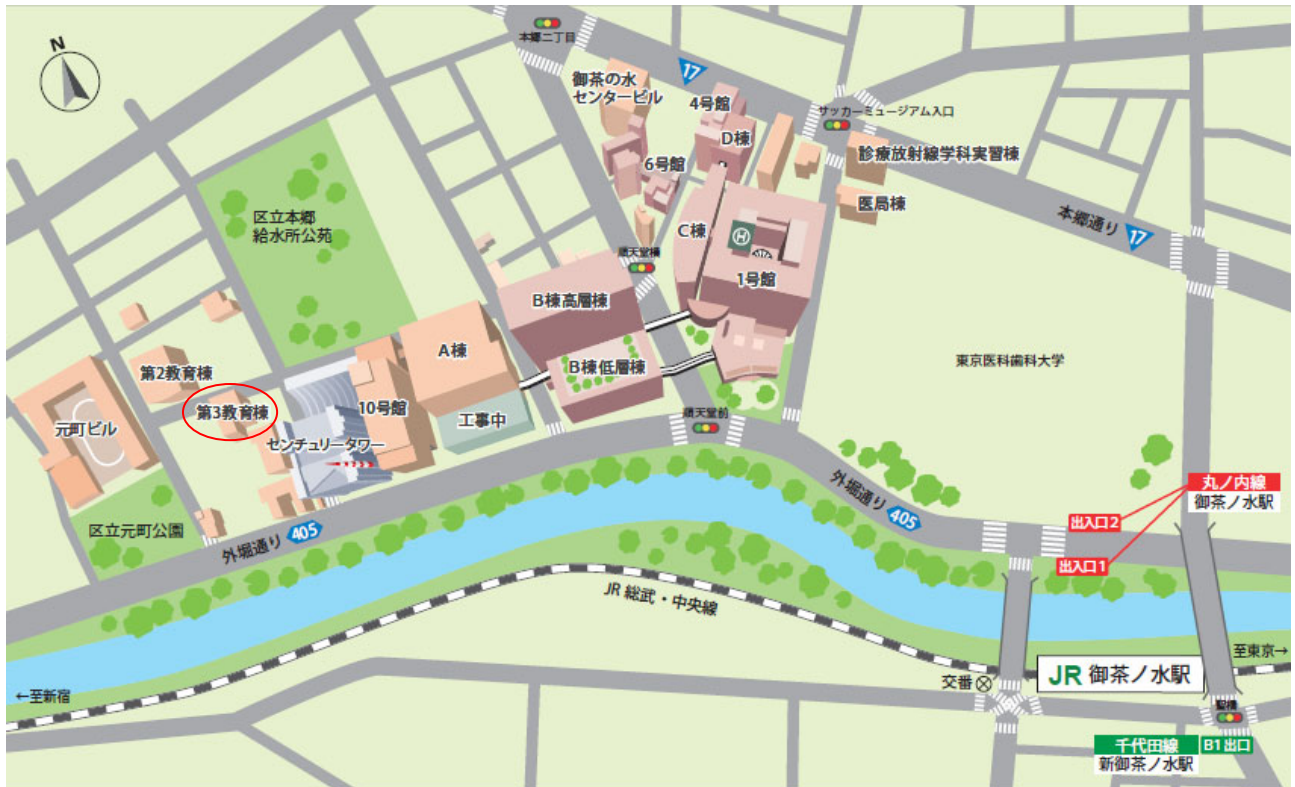 N
本郷二丁目
17
御茶の水
センタービル
4号館
サッカーミュージアム入口
D棟
診療放射線学科実習棟
6号館
医局棟
区立本郷
給水所公苑
C棟
本郷通り 17
順天堂横
1号館
B棟高層棟
A棟
B棟低層棟
東京医科歯科大学
第2教育棟
第3教育棟
10号館
工事中
順天堂前
元町ビル
センチュリータワー
外堀通り 405
丸ノ内線
御茶ノ水駅
出入口2
出入口1
区立元町公園
外堀通り 405
JR 総武・中央線
至東京→
JR 御茶ノ水駅
交番
←至新宿
聖橋
千代田線
新御茶ノ水駅
B1出口